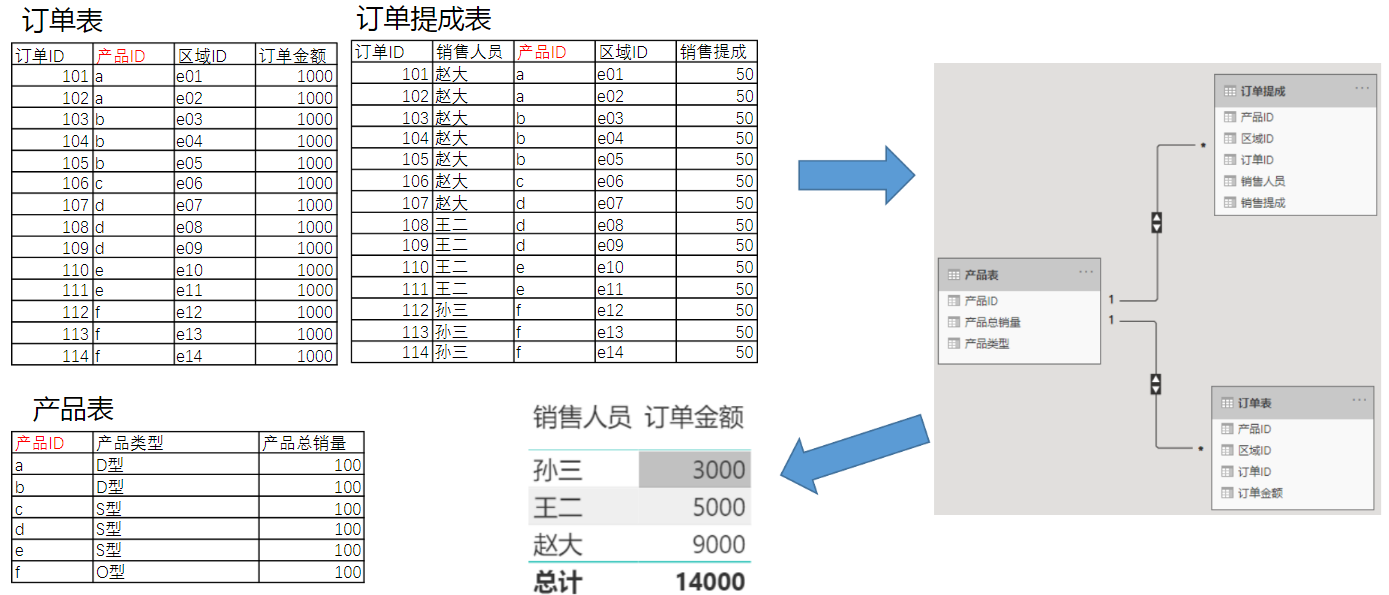 订单表
订单ID 产品ID 区域ID 订单金额
101 a e01 1000
102 a e02 1000
103 b e03 1000
104 b e04 1000
105 b e05 1000
106 c e06 1000
107 d e07 1000
108 d e08 1000
109 d e09 1000
110 e e10 1000
111 e e11 1000
112 f e12 1000
113 f e13 1000
114 f e14 1000
订单提成表
订单ID 销售人员 产品ID 区域ID 销售提成
101 赵大 a e01 50
102 赵大 a e02 50
103 赵大 b e03 50
104 赵大 b e04 50
105 赵大 b e05 50
106 赵大 c e06 50
107 赵大 d e07 50
108 王二 d e08 50
109 王二 d e09 50
110 王二 e e10 50
111 王二 e e11 50
112 孙三 f e12 50
113 孙三 f e13 50
114 孙三 f e14 50
产品表
产品ID 产品类型 产品总销量
a D型 100
b D型 100
c S型 100
d S型 100
e S型 100
f O型 100
销售人员 订单金额
孙三 3000
王二 5000
赵大 9000
总计 14000
订单提成 ...
产品ID
区域ID
订单ID
销售人员
销售提成
*
产品表 ...
产品ID
产品总销量
产品类型
1
1
*
订单表 ...
产品ID
区域ID
订单ID
订单金额